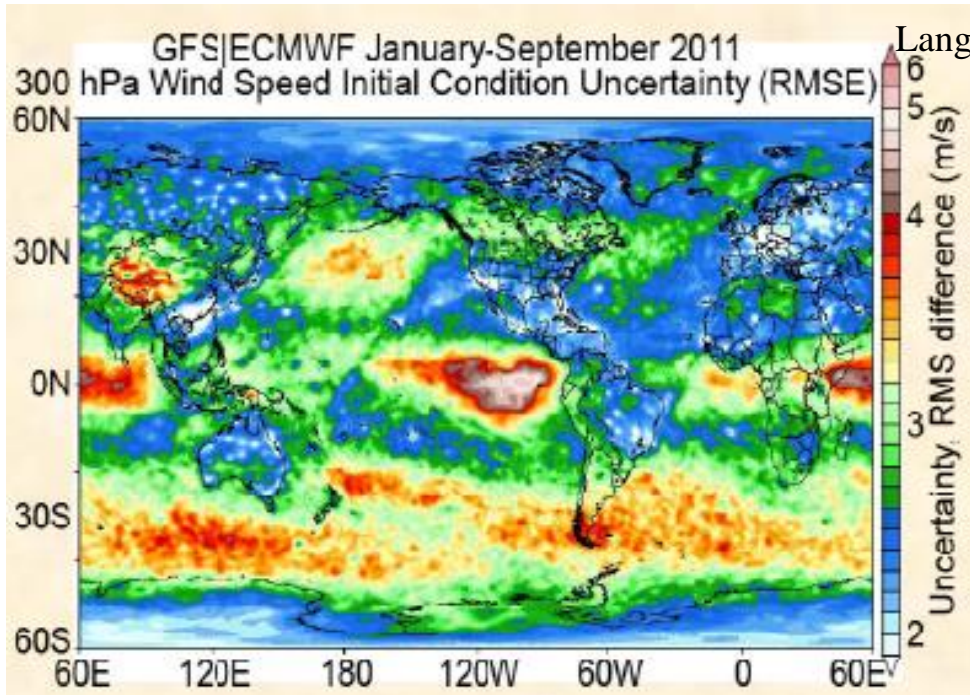 Lang
GFS|ECMWF January-September 2011
300 hPa Wind Speed Initial Condition Uncertainty (RMSE)
60N
30N
0N
30S
60S
60E 120E 180 120W 60W 0 60E
6
5
4
3
2
Uncertainty, RMS difference (m/s)